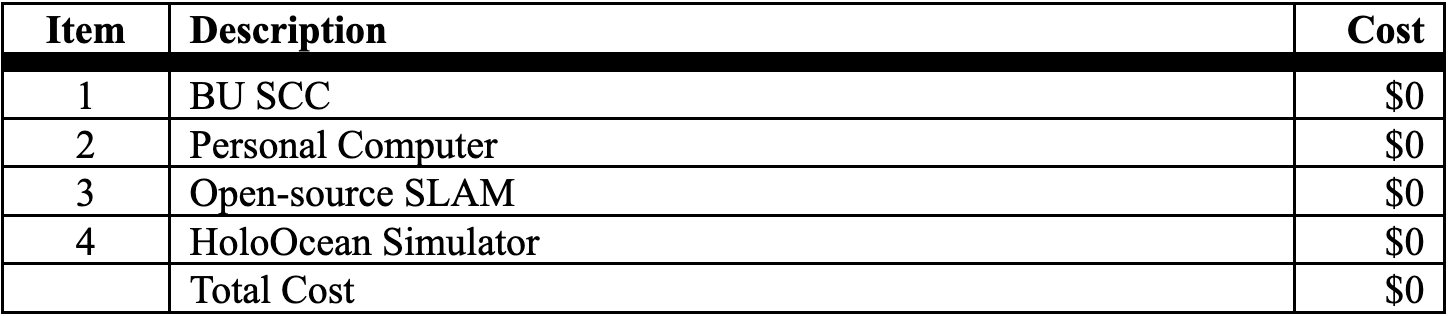 Item Description Cost
1 BU SCC $0
2 Personal Computer $0
3 Open-source SLAM $0
4 HoloOcean Simulator $0
Total Cost $0